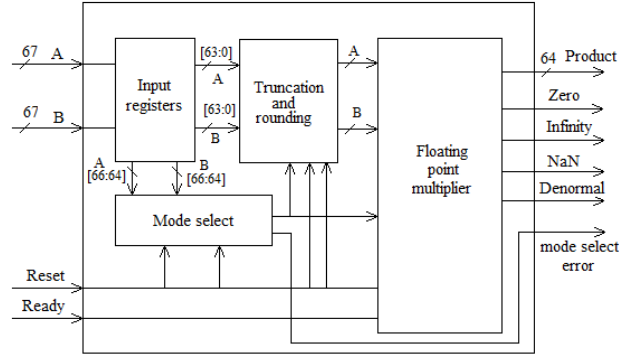 67 A
67 B
Input
registers
[63:0]
A
[63:0]
B
Truncation
and
rounding
A
B
Floating
point
multiplier
64 Product
Zero
Infinity
NaN
Denormal
mode select
error
A
[66:64]
B
[66:64]
Mode select
Reset
Ready